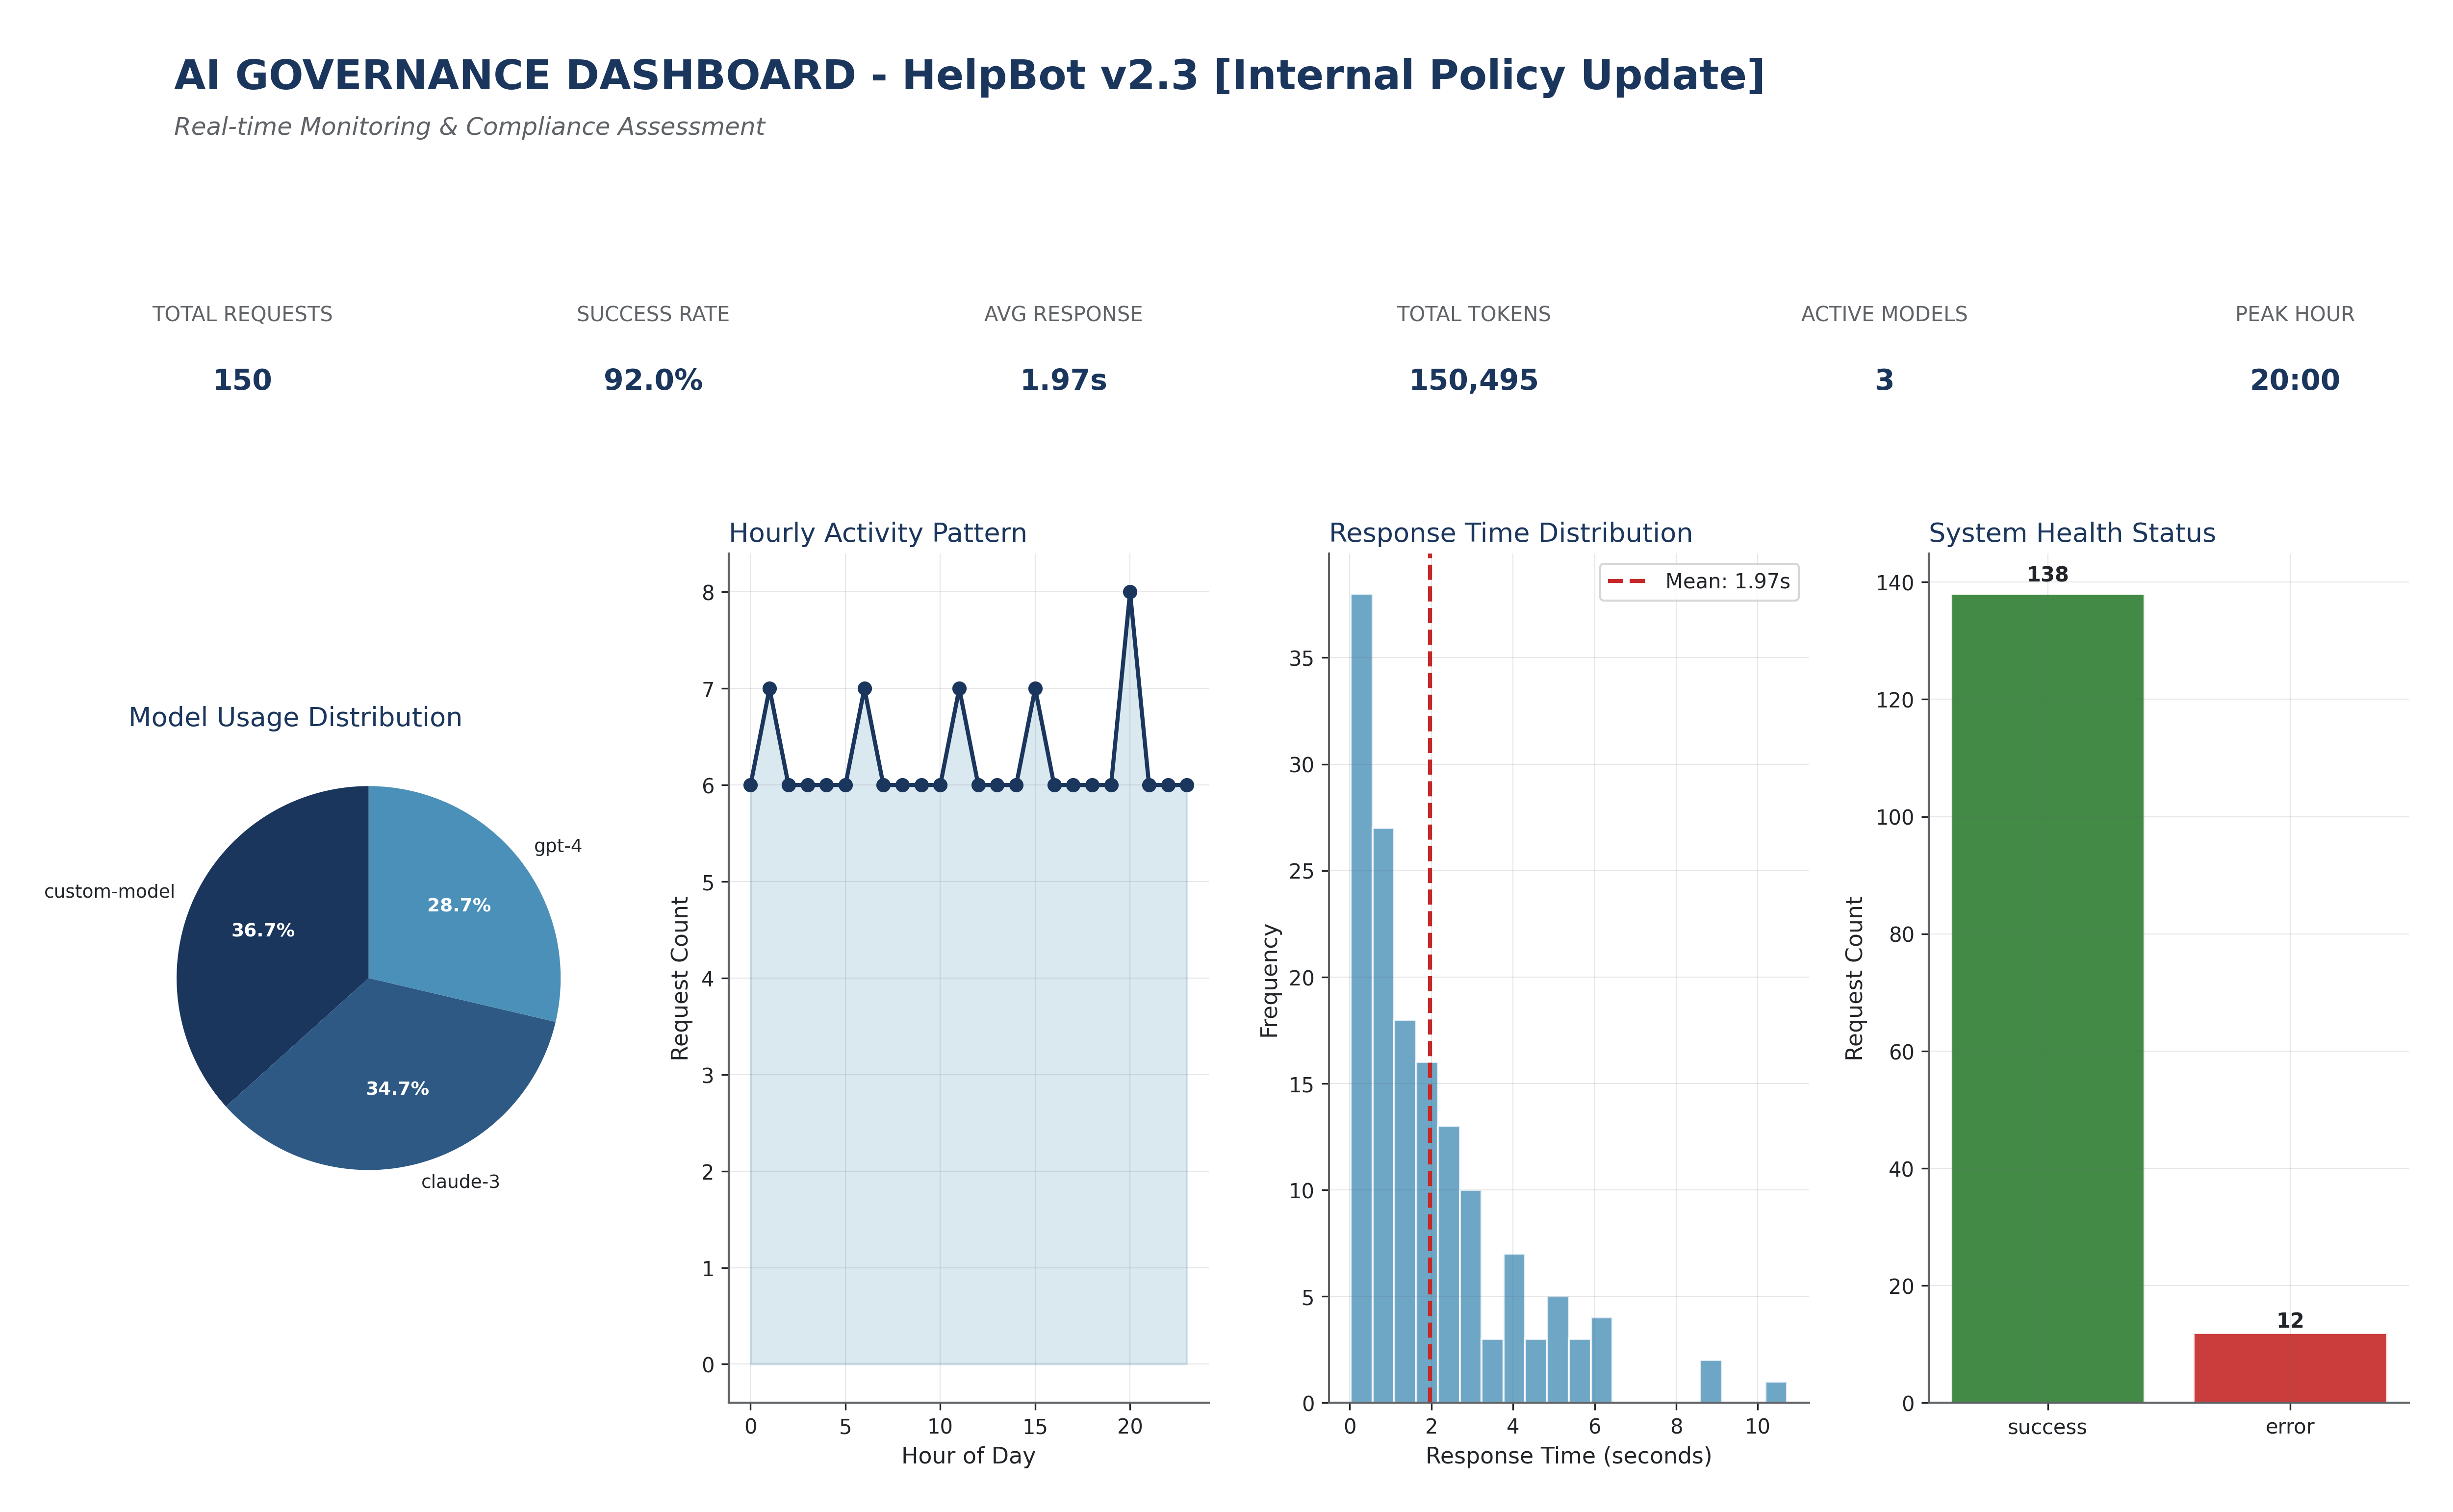 AI GOVERNANCE DASHBOARD - HelpBot v2.3 [Internal Policy Update]
Real-time Monitoring & Compliance Assessment
TOTAL REQUESTS
150
SUCCESS RATE
92.0%
AVG RESPONSE
1.97s
TOTAL TOKENS
150,495
ACTIVE MODELS
3
PEAK HOUR
20:00
Model Usage Distribution
gpt-4
28.7%
custom-model
36.7%
34.7%
claude-3
Hourly Activity Pattern
Request Count
8
7
6
5
4
3
2
1
0
0 5 10 15 20
Hour of Day
Response Time Distribution
Mean: 1.97s
Frequency
35
30
25
20
15
10
5
0
0 2 4 6 8 10
Response Time (seconds)
System Health Status
Request Count
140
120
100
80
60
40
20
0
138
12
success error